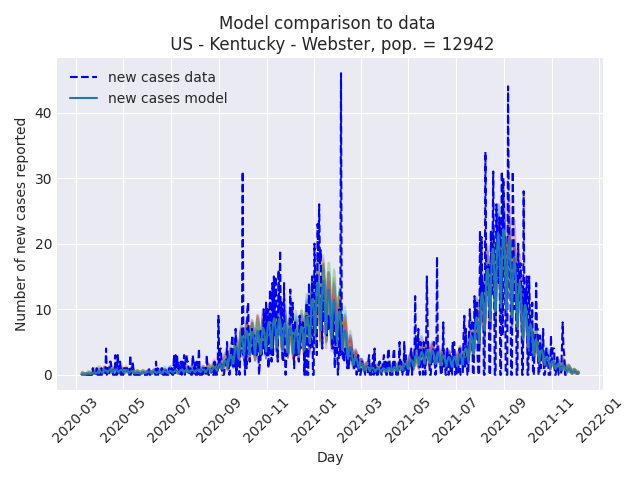 Model comparison to data
US - Kentucky - Webster, pop. = 12942
new cases data
new cases model
Number of new cases reported
40
30
20
10
0
2020-03
2020-05
2020-07
2020-09
2020-11
2021-01
2021-03
2021-05
2021-07
2021-09
2021-11
2022-01
Day